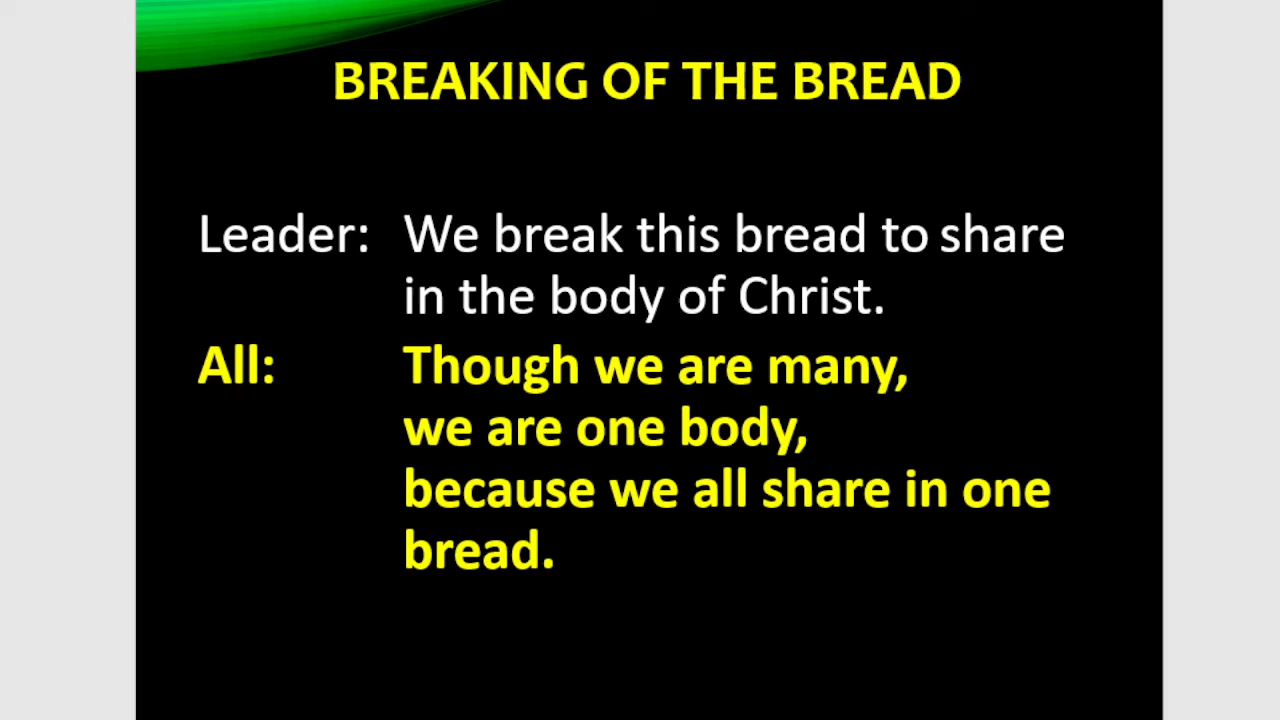 BREAKING OF THE BREAD
Leader: We break this bread to share
in the body of Christ.
All: Though we are many,
we are one body,
because we all share in one
bread.